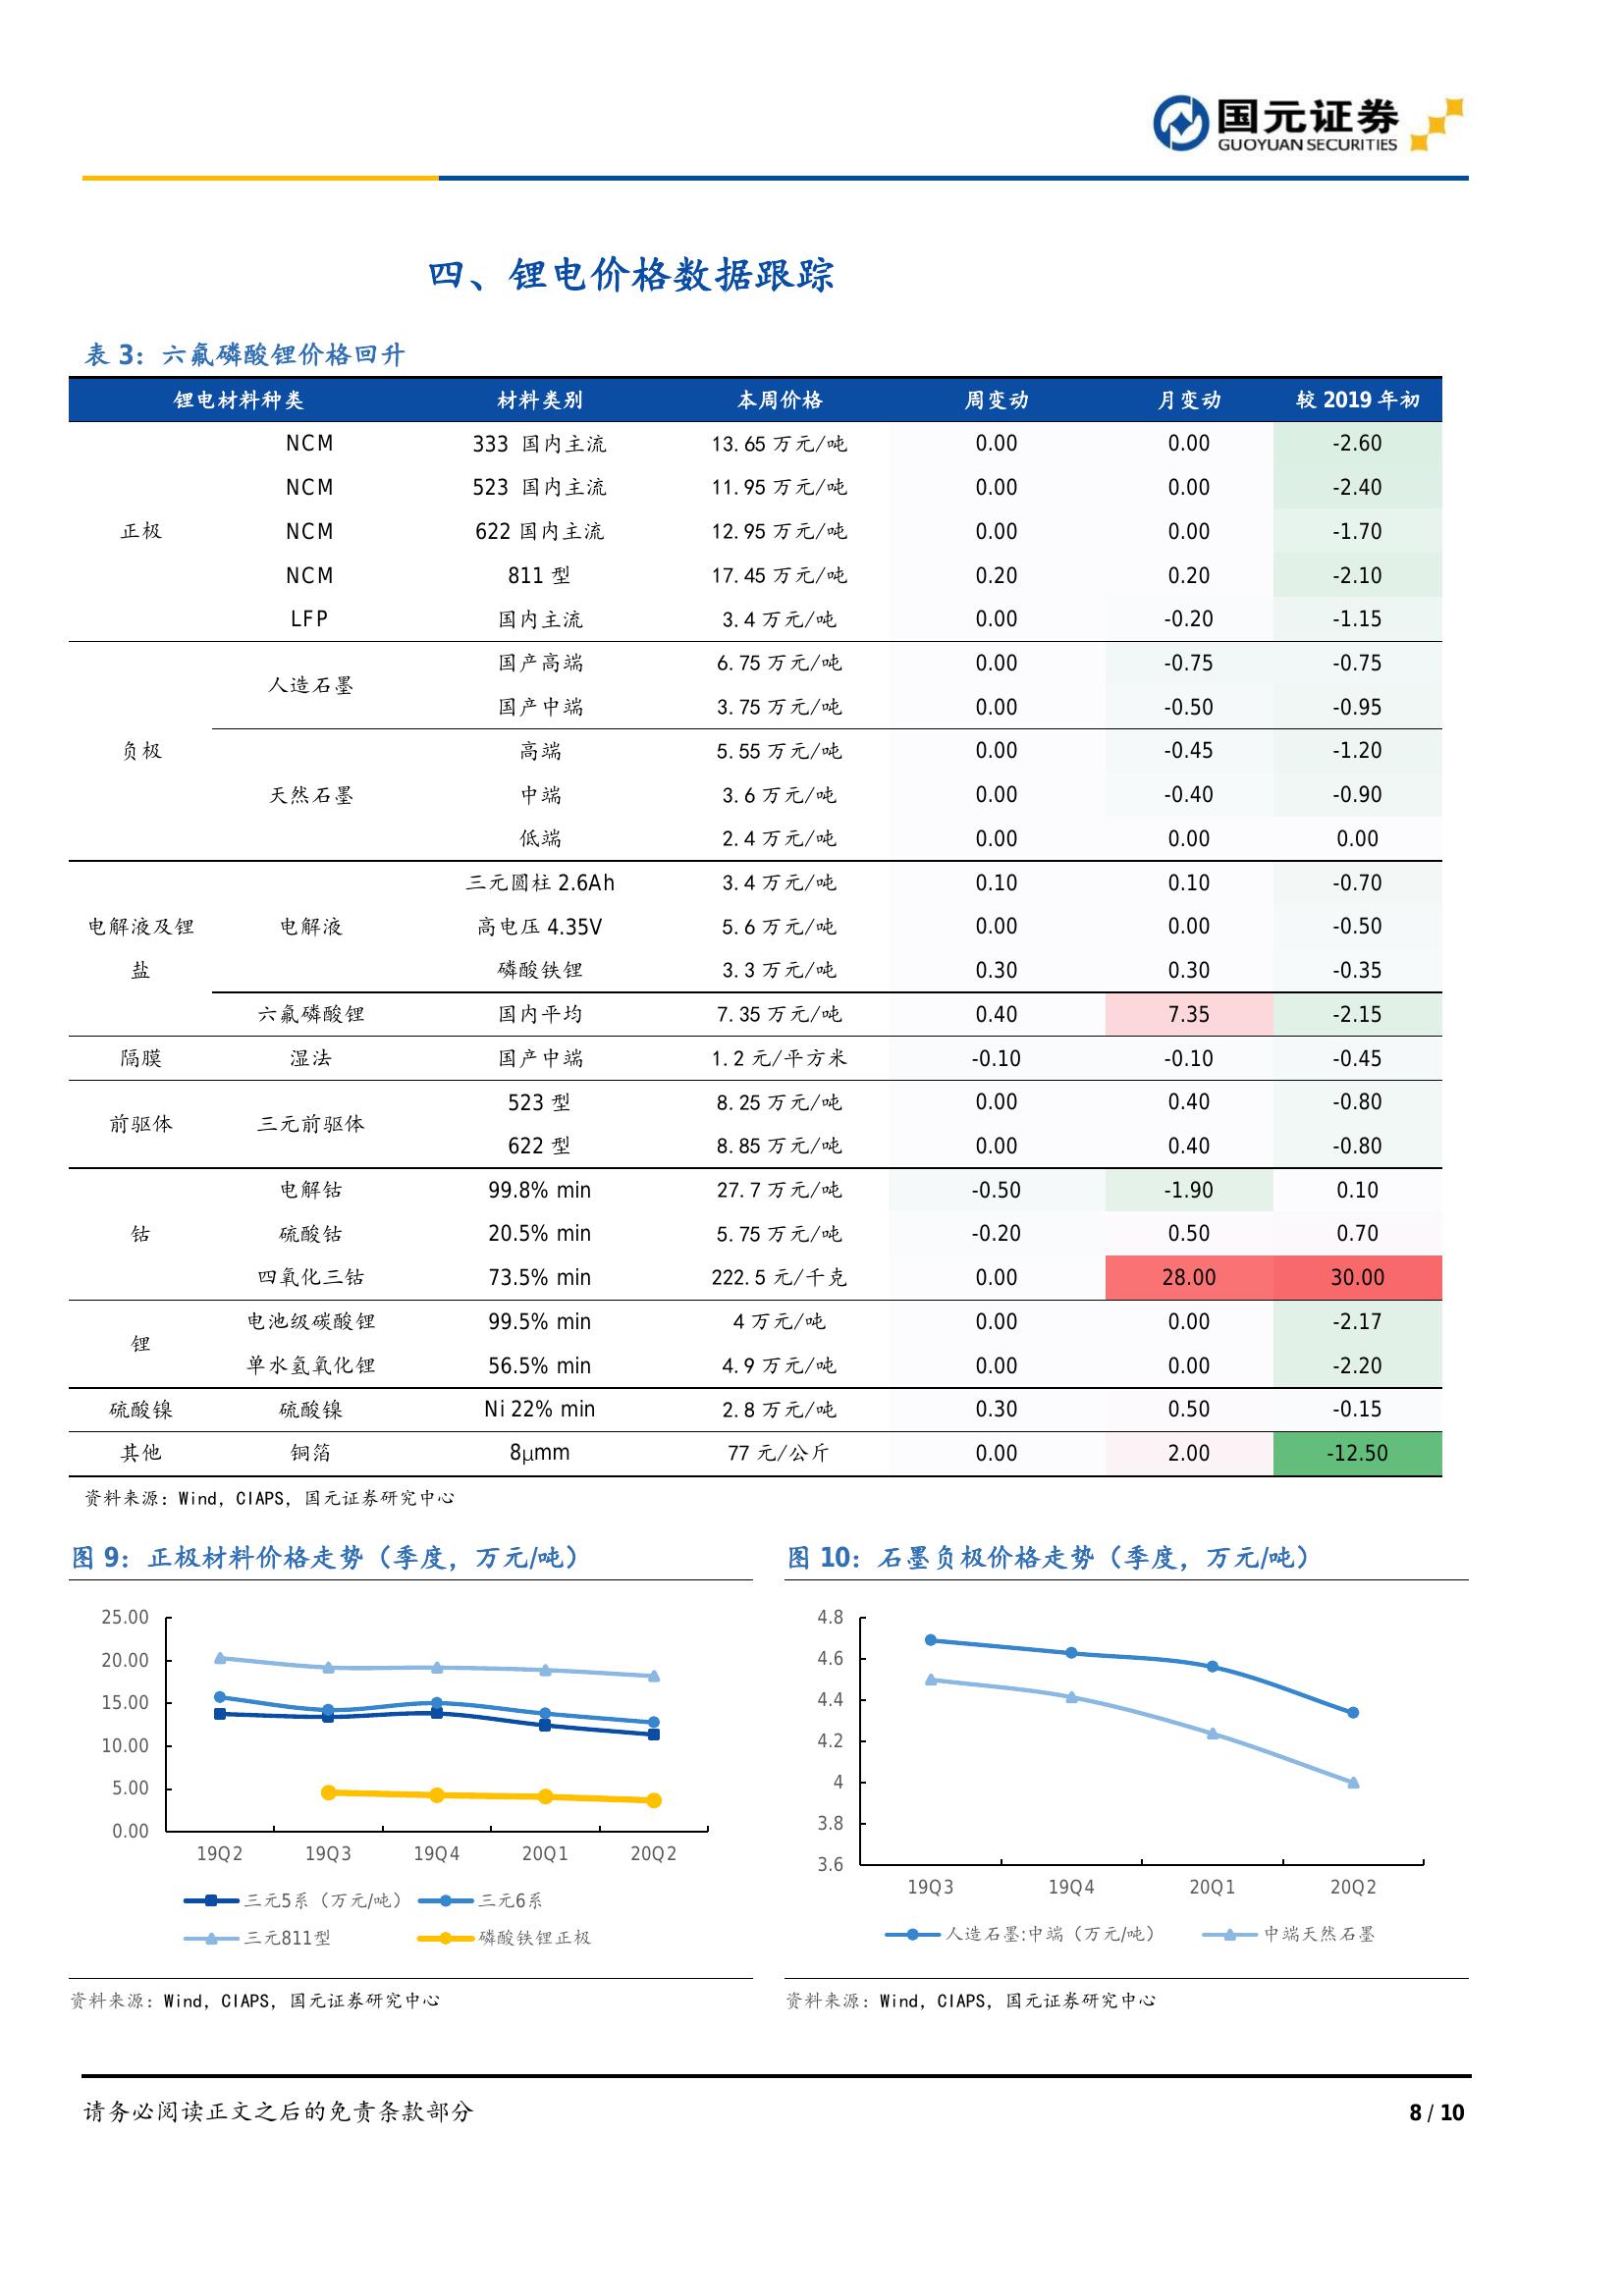 国元证券
GUOYUAN SECURITIES
四、锂电价格数据跟踪
表 3：六氟磷酸锂价格回升
锂电材料种类 材料类别 本周价格 周变动 月变动 较 2019 年初
正极 NCM 333 国内主流 13.65 万元/吨 0.00 0.00 -2.60
NCM 523 国内主流 11.95 万元/吨 0.00 0.00 -2.40
NCM 622 国内主流 12.95 万元/吨 0.00 0.00 -1.70
NCM 811 型 17.45 万元/吨 0.20 0.20 -2.10
LFP 国内主流 3.4 万元/吨 0.00 -0.20 -1.15
负极 人造石墨 国产高端 6.75 万元/吨 0.00 -0.75 -0.75
国产中端 3.75 万元/吨 0.00 -0.50 -0.95
天然石墨 高端 5.55 万元/吨 0.00 -0.45 -1.20
中端 3.6 万元/吨 0.00 -0.40 -0.90
低端 2.4 万元/吨 0.00 0.00 0.00
电解液及锂盐 电解液 三元圆柱 2.6Ah 3.4 万元/吨 0.10 0.10 -0.70
高电压 4.35V 5.6 万元/吨 0.00 0.00 -0.50
磷酸铁锂 3.3 万元/吨 0.30 0.30 -0.35
六氟磷酸锂 国内平均 7.35 万元/吨 0.40 7.35 -2.15
隔膜 湿法 国产中端 1.2 元/平方米 -0.10 -0.10 -0.45
前驱体 三元前驱体 523 型 8.25 万元/吨 0.00 0.40 -0.80
622 型 8.85 万元/吨 0.00 0.40 -0.80
钴 电解钴 99.8% min 27.7 万元/吨 -0.50 -1.90 0.10
硫酸钴 20.5% min 5.75 万元/吨 -0.20 0.50 0.70
四氧化三钴 73.5% min 222.5 元/千克 0.00 28.00 30.00
锂 电池级碳酸锂 99.5% min 4 万元/吨 0.00 0.00 -2.17
单水氢氧化锂 56.5% min 4.9 万元/吨 0.00 0.00 -2.20
硫酸镍 硫酸镍 Ni 22% min 2.8 万元/吨 0.30 0.50 -0.15
其他 铜箔 8μmm 77 元/公斤 0.00 2.00 -12.50
资料来源：Wind，CIAPS，国元证券研究中心
图 9：正极材料价格走势（季度，万元/吨）
25.00
20.00
15.00
10.00
5.00
0.00
19Q2 19Q3 19Q4 20Q1 20Q2
三元5系（万元/吨） 三元6系
三元811型 磷酸铁锂正极
资料来源：Wind，CIAPS，国元证券研究中心
图 10：石墨负极价格走势（季度，万元/吨）
4.8
4.6
4.4
4.2
4
3.8
3.6
19Q3 19Q4 20Q1 20Q2
人造石墨:中端（万元/吨） 中端天然石墨
资料来源：Wind，CIAPS，国元证券研究中心
请务必阅读正文之后的免责条款部分
8 / 10